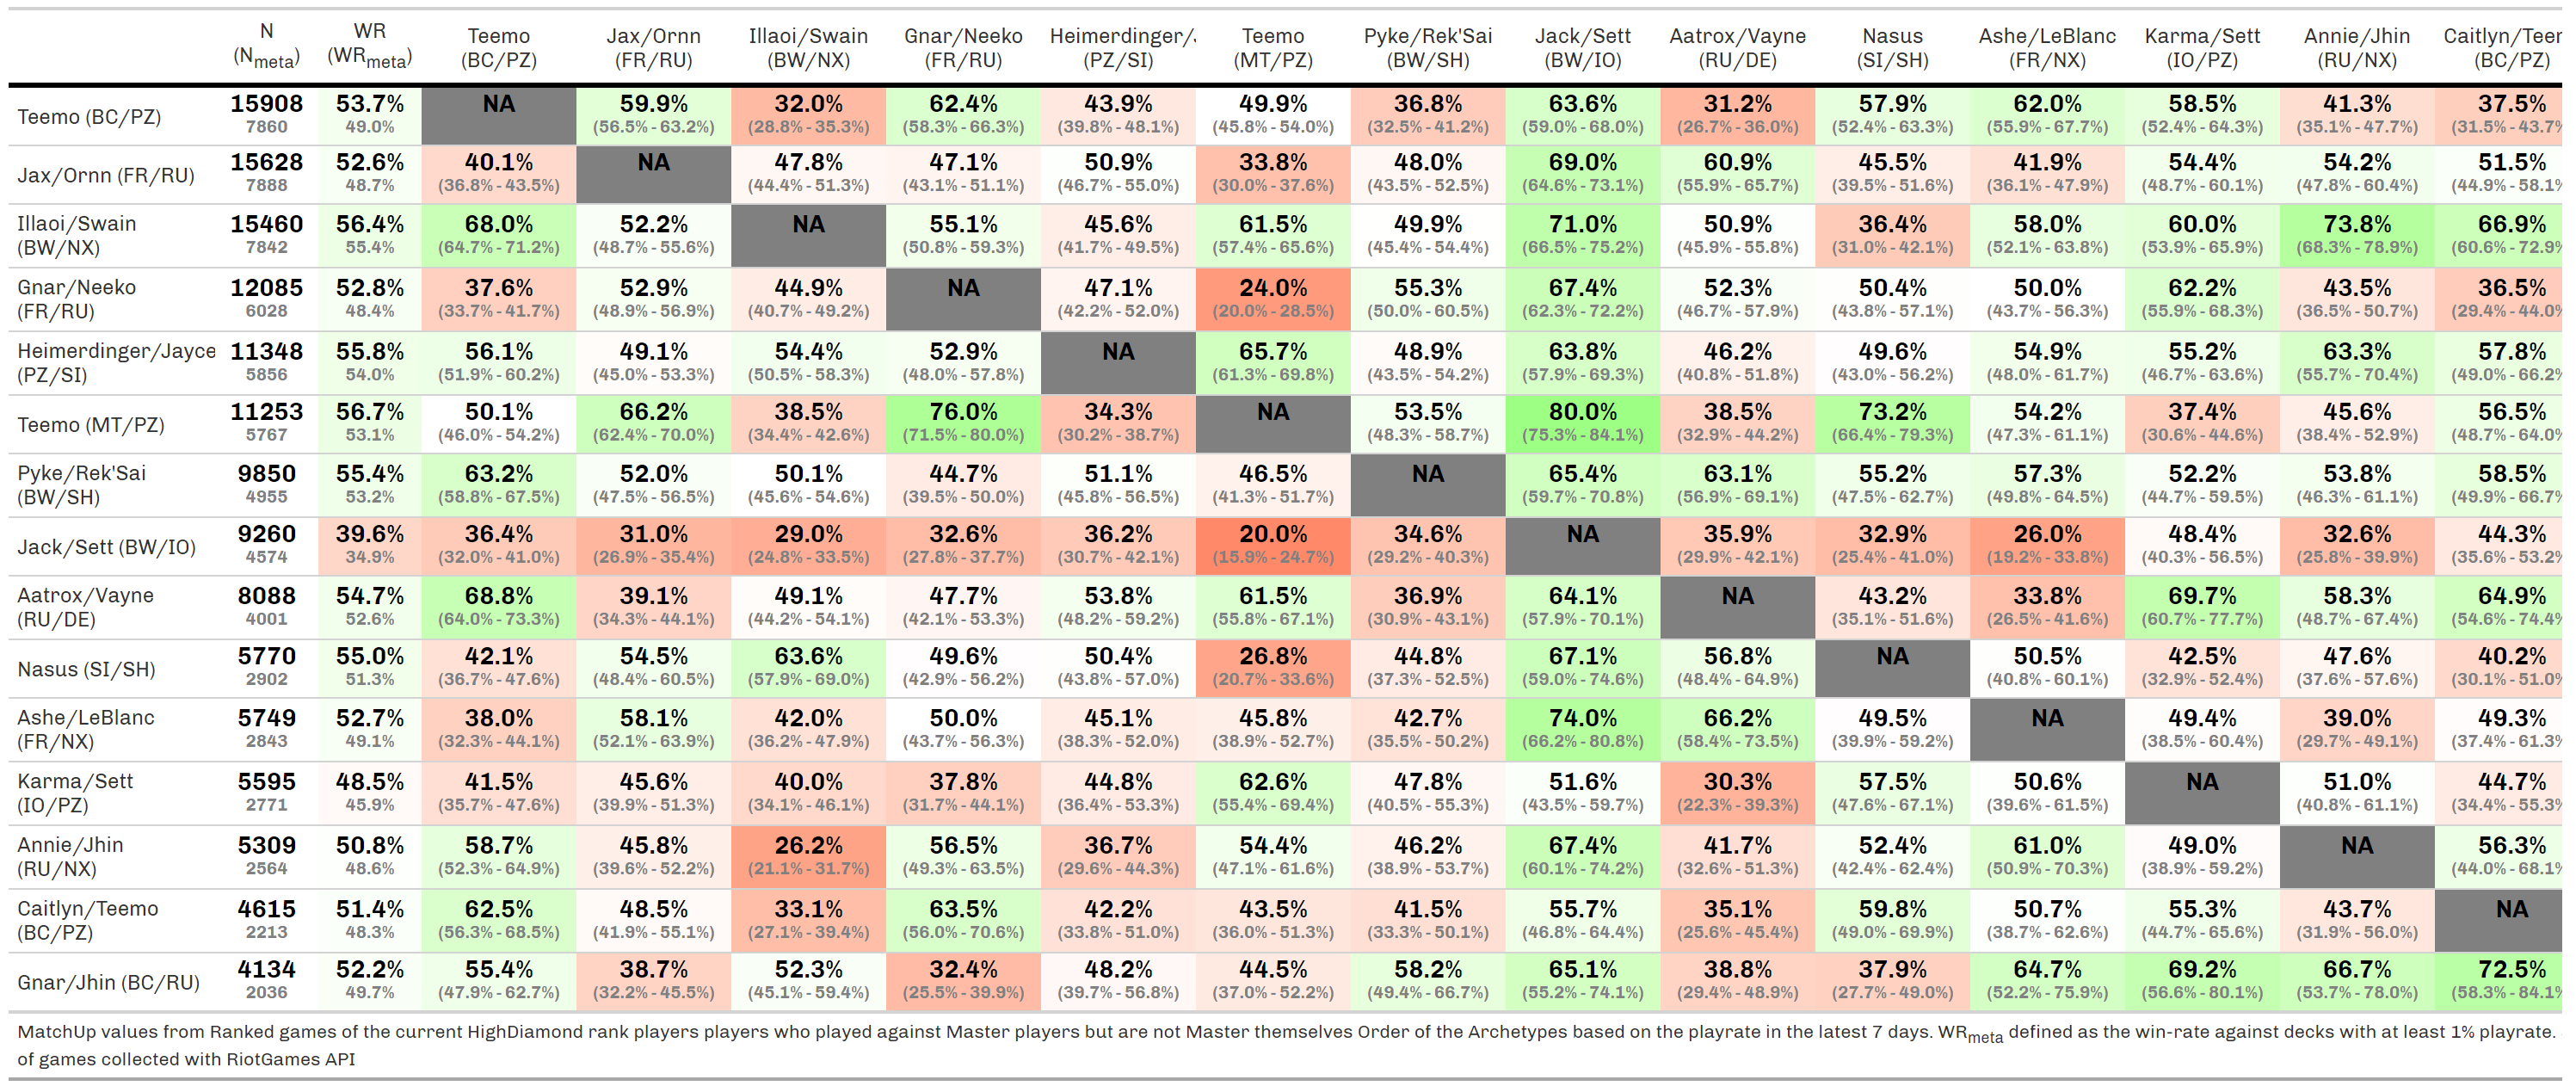 N WR Teemo Jax/Ornn Illaoi/Swain Gnar/Neeko Heimerdinger/J Teemo Pyke/Rek'Sai Jack/Sett Aatrox/Vayne Nasus Ashe/LeBlanc Karma/Sett Annie/Jhin Caitlyn/Teer
(Nmeta) (WRmeta) (BC/PZ) (FR/RU) (BW/NX) (FR/RU) (PZ/SI) (MT/PZ) (BW/SH) (BW/IO) (RU/DE) (SI/SH) (FR/NX) (IO/PZ) (RU/NX) (BC/PZ)
Teemo (BC/PZ) 15908 53.7% NA 59.9% 32.0% 62.4% 43.9% 49.9% 36.8% 63.6% 31.2% 57.9% 62.0% 58.5% 41.3% 37.5%
7860 49.0% (56.5% - 63.2%) (28.8% - 35.3%) (58.3% - 66.3%) (39.8% - 48.1%) (45.8% - 54.0%) (32.5% - 41.2%) (59.0% - 68.0%) (26.7% - 36.0%) (52.4% - 63.3%) (55.9% - 67.7%) (52.4% - 64.3%) (35.1% - 47.7%) (31.5% - 43.7%
Jax/Ornn (FR/RU) 15628 52.6% 40.1% NA 47.8% 47.1% 50.9% 33.8% 48.0% 69.0% 60.9% 45.5% 41.9% 54.4% 54.2% 51.5%
7888 48.7% (36.8% - 43.5%) (44.4% - 51.3%) (43.1% - 51.1%) (46.7% - 55.0%) (30.0% - 37.6%) (43.5% - 52.5%) (64.6% - 73.1%) (55.9% - 65.7%) (39.5% - 51.6%) (36.1% - 47.9%) (48.7% - 60.1%) (47.8% - 60.4%) (44.9% - 58.1%
Illaoi/Swain 15460 56.4% 68.0% 52.2% NA 55.1% 45.6% 61.5% 49.9% 71.0% 50.9% 36.4% 58.0% 60.0% 73.8% 66.9%
(BW/NX) 7842 55.4% (64.7% - 71.2%) (48.7% - 55.6%) (50.8% - 59.3%) (41.7% - 49.5%) (57.4% - 65.6%) (45.4% - 54.4%) (66.5% - 75.2%) (45.9% - 55.8%) (31.0% - 42.1%) (52.1% - 63.8%) (53.9% - 65.9%) (68.3% - 78.9%) (60.6% - 72.9%
Gnar/Neeko 12085 52.8% 37.6% 52.9% 44.9% NA 47.1% 24.0% 55.3% 67.4% 52.3% 50.4% 50.0% 62.2% 43.5% 36.5%
(FR/RU) 6028 48.4% (33.7% - 41.7%) (48.9% - 56.9%) (40.7% - 49.2%) (42.2% - 52.0%) (20.0% - 28.5%) (50.0% - 60.5%) (62.3% - 72.2%) (46.7% - 57.9%) (43.8% - 57.1%) (43.7% - 56.3%) (55.9% - 68.3%) (36.5% - 50.7%) (29.4% - 44.0%
Heimerdinger/Jayce 11348 55.8% 56.1% 49.1% 54.4% 52.9% NA 65.7% 48.9% 63.8% 46.2% 49.6% 54.9% 55.2% 63.3% 57.8%
(PZ/SI) 5856 54.0% (51.9% - 60.2%) (45.0% - 53.3%) (50.5% - 58.3%) (48.0% - 57.8%) (61.3% - 69.8%) (43.5% - 54.2%) (57.9% - 69.3%) (40.8% - 51.8%) (43.0% - 56.2%) (48.0% - 61.7%) (46.7% - 63.6%) (55.7% - 70.4%) (49.0% - 66.2%
Teemo (MT/PZ) 11253 56.7% 50.1% 66.2% 38.5% 76.0% 34.3% NA 53.5% 80.0% 38.5% 73.2% 54.2% 37.4% 45.6% 56.5%
5767 53.1% (46.0% - 54.2%) (62.4% - 70.0%) (34.4% - 42.6%) (71.5% - 80.0%) (30.2% - 38.7%) (48.3% - 58.7%) (75.3% - 84.1%) (32.9% - 44.2%) (66.4% - 79.3%) (47.3% - 61.1%) (30.6% - 44.6%) (38.4% - 52.9%) (48.7% - 64.0%
Pyke/Rek'Sai 9850 55.4% 63.2% 52.0% 50.1% 44.7% 51.1% 46.5% NA 65.4% 63.1% 55.2% 57.3% 52.2% 53.8% 58.5%
(BW/SH) 4955 53.2% (58.8% - 67.5%) (47.5% - 56.5%) (45.6% - 54.6%) (39.5% - 50.0%) (45.8% - 56.5%) (41.3% - 51.7%) (59.7% - 70.8%) (56.9% - 69.1%) (47.5% - 62.7%) (49.8% - 64.5%) (44.7% - 59.5%) (46.3% - 61.1%) (49.9% - 66.7%
Jack/Sett (BW/IO) 9260 39.6% 36.4% 31.0% 29.0% 32.6% 36.2% 20.0% 34.6% NA 35.9% 32.9% 26.0% 48.4% 32.6% 44.3%
4574 34.9% (32.0% - 41.0%) (26.9% - 35.4%) (24.8% - 33.5%) (27.8% - 37.7%) (30.7% - 42.1%) (15.9% - 24.7%) (29.2% - 40.3%) (29.9% - 42.1%) (25.4% - 41.0%) (19.2% - 33.8%) (40.3% - 56.5%) (25.8% - 39.9%) (35.6% - 53.2%
Aatrox/Vayne 8088 54.7% 68.8% 39.1% 49.1% 47.7% 53.8% 61.5% 36.9% 64.1% NA 43.2% 33.8% 69.7% 58.3% 64.9%
(RU/DE) 4001 52.6% (64.0% - 73.3%) (34.3% - 44.1%) (44.2% - 54.1%) (42.1% - 53.3%) (48.2% - 59.2%) (55.8% - 67.1%) (30.9% - 43.1%) (57.9% - 70.1%) (35.1% - 51.6%) (26.5% - 41.6%) (60.7% - 77.7%) (48.7% - 67.4%) (54.6% - 74.4%
Nasus (SI/SH) 5770 55.0% 42.1% 54.5% 63.6% 49.6% 50.4% 26.8% 44.8% 67.1% 56.8% NA 50.5% 42.5% 47.6% 40.2%
2902 51.3% (36.7% - 47.6%) (48.4% - 60.5%) (57.9% - 69.0%) (42.9% - 56.2%) (43.8% - 57.0%) (20.7% - 33.6%) (37.3% - 52.5%) (59.0% - 74.6%) (48.4% - 64.9%) (40.8% - 60.1%) (32.9% - 52.4%) (37.6% - 57.6%) (30.1% - 51.0%
Ashe/LeBlanc 5749 52.7% 38.0% 58.1% 42.0% 50.0% 45.1% 45.8% 42.7% 74.0% 66.2% 49.5% NA 49.4% 39.0% 49.3%
(FR/NX) 2843 49.1% (32.3% - 44.1%) (52.1% - 63.9%) (36.2% - 47.9%) (43.7% - 56.3%) (38.3% - 52.0%) (38.9% - 52.7%) (35.5% - 50.2%) (66.2% - 80.8%) (58.4% - 73.5%) (39.9% - 59.2%) (38.5% - 60.4%) (29.7% - 49.1%) (37.4% - 61.3%
Karma/Sett 5595 48.5% 41.5% 45.6% 40.0% 37.8% 44.8% 62.6% 47.8% 51.6% 30.3% 57.5% 50.6% NA 51.0% 44.7%
(IO/PZ) 2771 45.9% (35.7% - 47.6%) (39.9% - 51.3%) (34.1% - 46.1%) (31.7% - 44.1%) (36.4% - 53.3%) (55.4% - 69.4%) (40.5% - 55.3%) (43.5% - 59.7%) (22.3% - 39.3%) (47.6% - 67.1%) (39.6% - 61.5%) (40.8% - 61.1%) (34.4% - 55.3%
Annie/Jhin 5309 50.8% 58.7% 45.8% 26.2% 56.5% 36.7% 54.4% 46.2% 67.4% 41.7% 52.4% 61.0% 49.0% NA 56.3%
(RU/NX) 2564 48.6% (52.3% - 64.9%) (39.6% - 52.2%) (21.1% - 31.7%) (49.3% - 63.5%) (29.6% - 44.3%) (47.1% - 61.6%) (38.9% - 53.7%) (60.1% - 74.2%) (32.6% - 51.3%) (42.4% - 62.4%) (50.9% - 70.3%) (38.9% - 59.2%) (44.0% - 68.1%
Caitlyn/Teemo 4615 51.4% 62.5% 48.5% 33.1% 63.5% 42.2% 43.5% 41.5% 55.7% 35.1% 59.8% 50.7% 55.3% 43.7% NA
(BC/PZ) 2213 48.3% (56.3% - 68.5%) (41.9% - 55.1%) (27.1% - 39.4%) (56.0% - 70.6%) (33.8% - 51.0%) (36.0% - 51.3%) (33.3% - 50.1%) (46.8% - 64.4%) (25.6% - 45.4%) (49.0% - 69.9%) (38.7% - 62.6%) (44.7% - 65.6%) (31.9% - 56.0%)
Gnar/Jhin (BC/RU) 4134 52.2% 55.4% 38.7% 52.3% 32.4% 48.2% 44.5% 58.2% 65.1% 38.8% 37.9% 64.7% 69.2% 66.7% 72.5%
2036 49.7% (47.9% - 62.7%) (32.2% - 45.5%) (45.1% - 59.4%) (25.5% - 39.9%) (39.7% - 56.8%) (37.0% - 52.2%) (49.4% - 66.7%) (55.2% - 74.1%) (29.4% - 48.9%) (27.7% - 49.0%) (52.2% - 75.9%) (56.6% - 80.1%) (53.7% - 78.0%) (58.3% - 84.1%
MatchUp values from Ranked games of the current HighDiamond rank players players who played against Master players but are not Master themselves Order of the Archetypes based on the playrate in the latest 7 days. WRmeta defined as the win-rate against decks with at least 1% playrate.
of games collected with RiotGames API